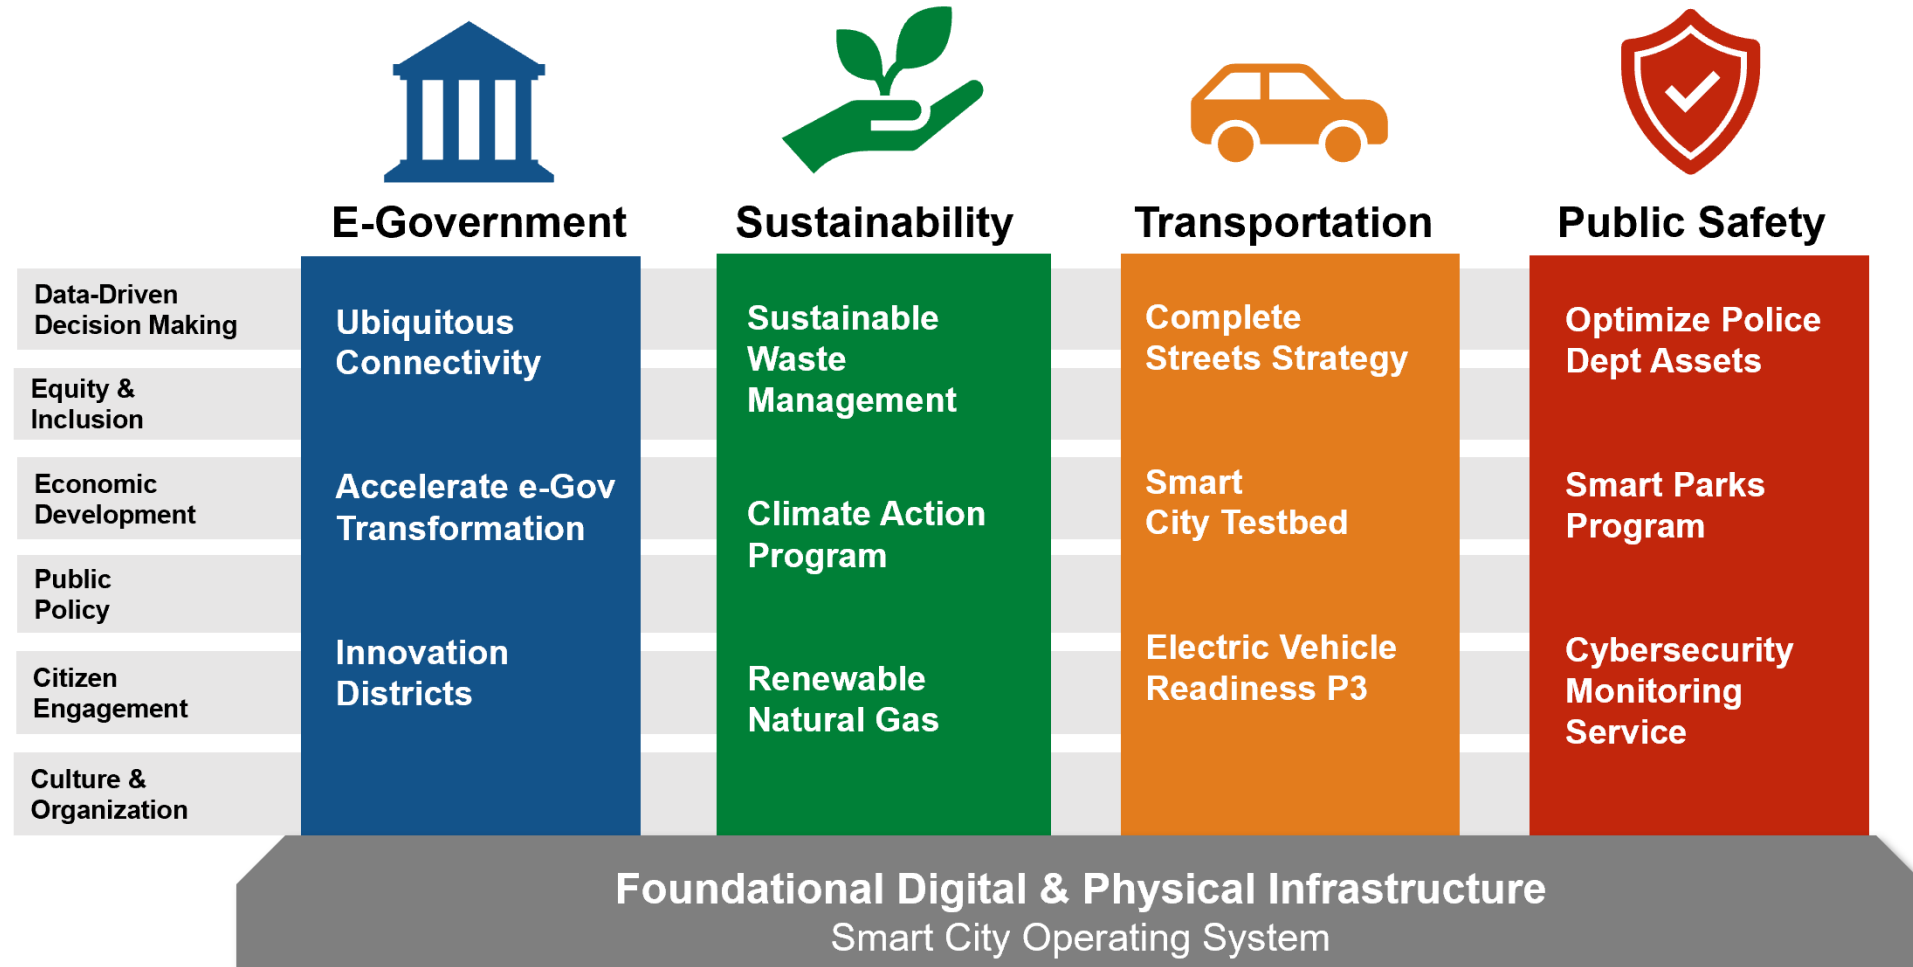 E-Government
Sustainability
Transportation
Public Safety
Data-Driven
Decision Making
Equity &
Inclusion
Economic
Development
Public
Policy
Citizen
Engagement
Culture &
Organization
Ubiquitous
Connectivity
Accelerate e-Gov
Transformation
Innovation
Districts
Sustainable
Waste
Management
Climate Action
Program
Renewable
Natural Gas
Complete
Streets Strategy
Smart
City Testbed
Electric Vehicle
Readiness P3
Optimize Police
Dept Assets
Smart Parks
Program
Cybersecurity
Monitoring
Service
Foundational Digital & Physical Infrastructure
Smart City Operating System